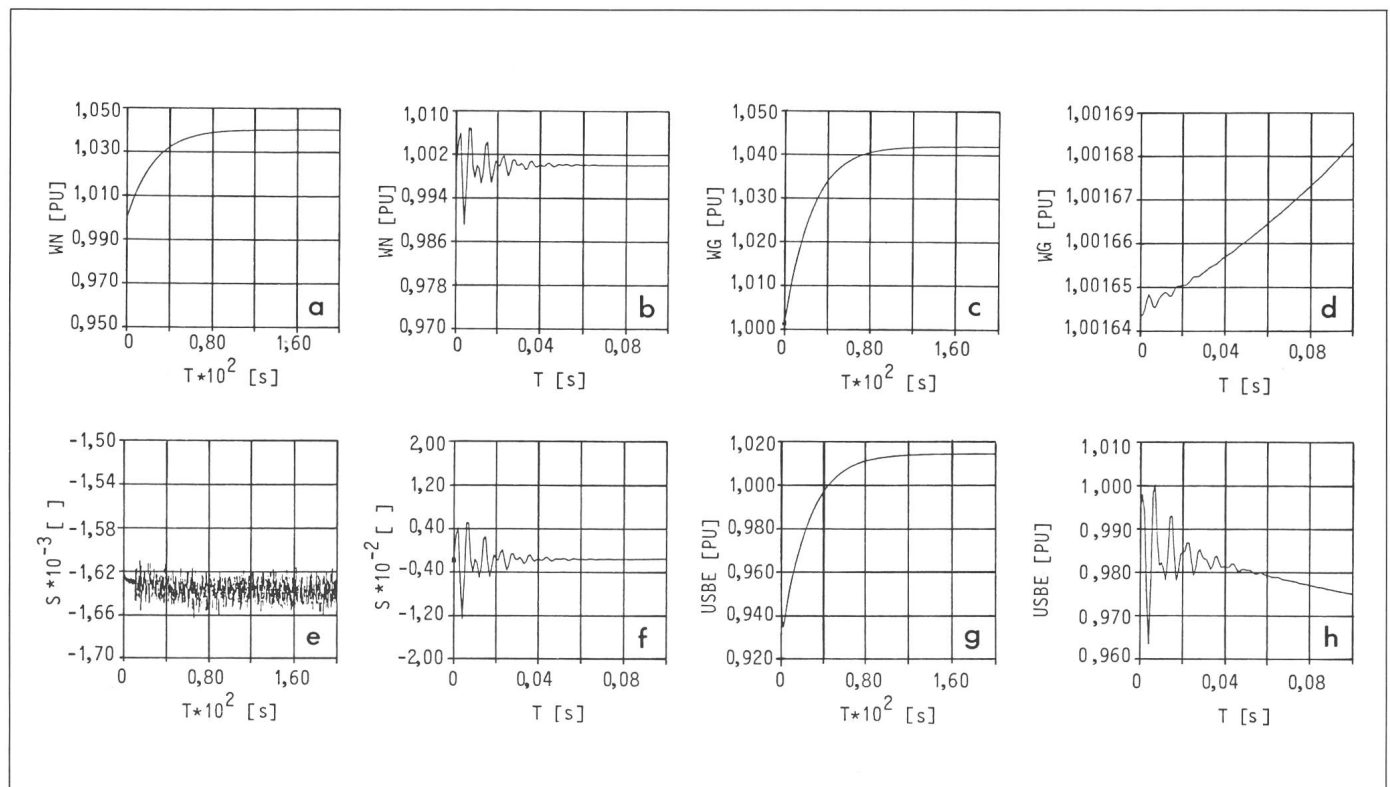 1,050
1,030
1,010
0,990
0,970
0,950
WN [PU]
a
0 0,80 1,60
T*10² [s]
1,010
1,002
0,994
0,986
0,978
0,970
WN [PU]
b
0 0,04 0,08
T [s]
1,050
1,040
1,030
1,020
1,010
1,000
WG [PU]
c
0 0,80 1,60
T*10² [s]
1,00169
1,00168
1,00167
1,00166
1,00165
1,00164
WG [PU]
d
0 0,04 0,08
T [s]
-1,50
-1,54
-1,58
-1,62
-1,66
-1,70
S*10⁻³ [ ]
e
0 0,80 1,60
T*10² [s]
2,00
1,20
0,40
-0,40
-1,20
-2,00
S*10⁻² [ ]
f
0 0,04 0,08
T [s]
1,020
1,000
0,980
0,960
0,940
0,920
USBE [PU]
g
0 0,80 1,60
T*10² [s]
1,010
1,000
0,990
0,980
0,970
0,960
USBE [PU]
h
0 0,04 0,08
T [s]